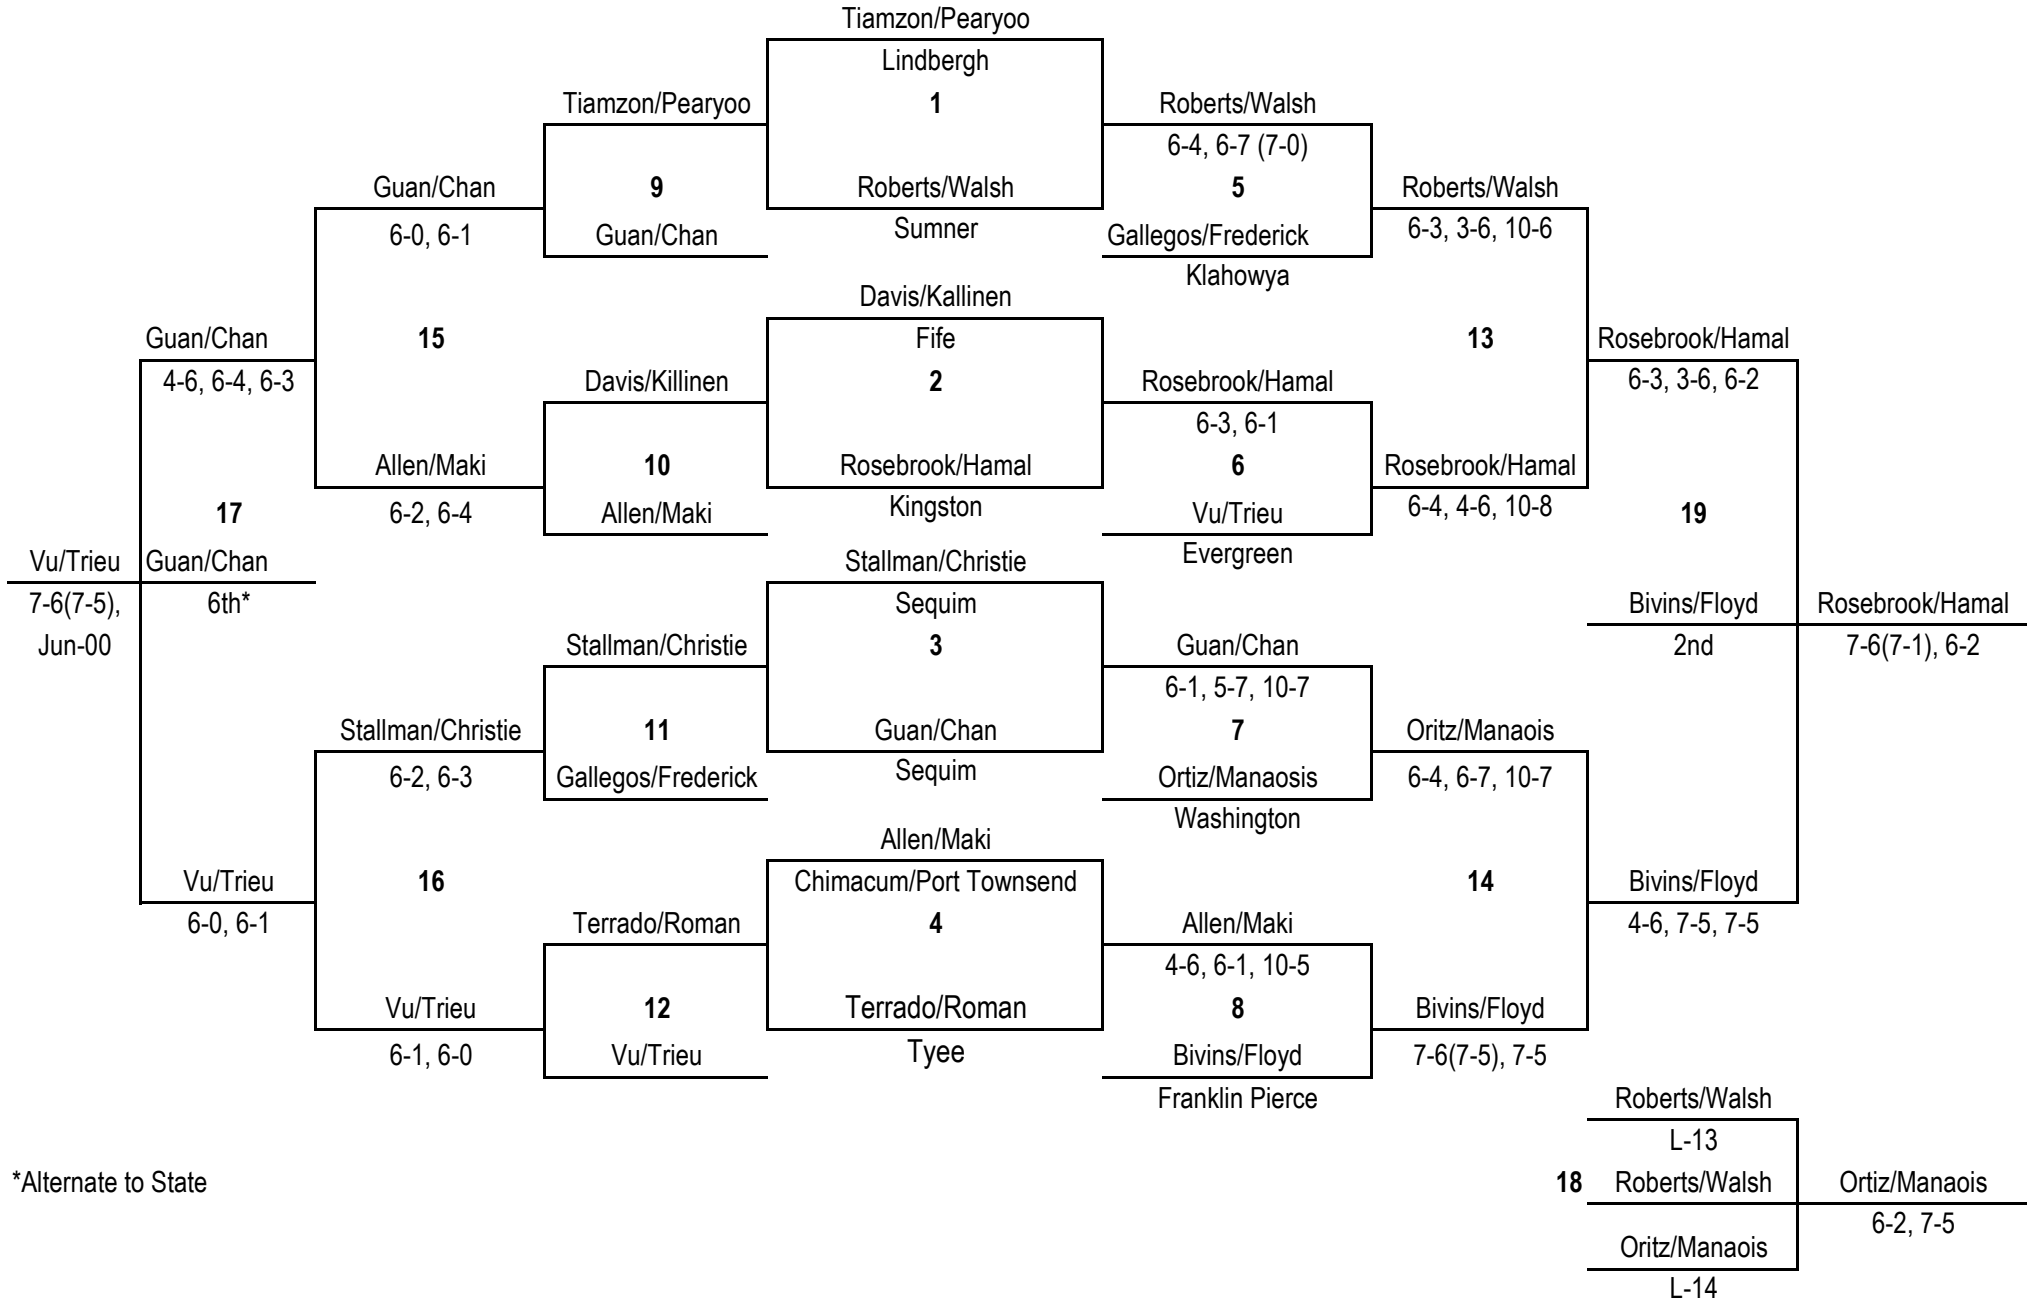 Tiamzon/Pearyoo
Lindbergh
Tiamzon/Pearyoo
1
Roberts/Walsh
6-4, 6-7 (7-0)
Guan/Chan
9
Roberts/Walsh
5
Roberts/Walsh
6-0, 6-1
Guan/Chan
Sumner
Gallegos/Frederick
6-3, 3-6, 10-6
Klahowya
Davis/Kallinen
Guan/Chan
15
Fife
13
Rosebrook/Hamal
4-6, 6-4, 6-3
Davis/Killinen
2
Rosebrook/Hamal
6-3, 3-6, 6-2
6-3, 6-1
Allen/Maki
10
Rosebrook/Hamal
6
Rosebrook/Hamal
17
6-2, 6-4
Allen/Maki
Kingston
Vu/Trieu
6-4, 4-6, 10-8
19
Evergreen
Vu/Trieu
Guan/Chan
Stallman/Christie
7-6(7-5),
6th*
Sequim
Bivins/Floyd
Rosebrook/Hamal
Jun-00
Stallman/Christie
3
Guan/Chan
2nd
7-6(7-1), 6-2
6-1, 5-7, 10-7
Stallman/Christie
11
Guan/Chan
7
Oritz/Manaois
6-2, 6-3
Gallegos/Frederick
Sequim
Ortiz/Manaosis
6-4, 6-7, 10-7
Washington
Allen/Maki
Vu/Trieu
16
Chimacum/Port Townsend
14
Bivins/Floyd
6-0, 6-1
Terrado/Roman
4
Allen/Maki
4-6, 7-5, 7-5
4-6, 6-1, 10-5
Vu/Trieu
12
Terrado/Roman
8
Bivins/Floyd
6-1, 6-0
Vu/Trieu
Tyee
Bivins/Floyd
7-6(7-5), 7-5
Franklin Pierce
Roberts/Walsh
L-13
*Alternate to State
18
Roberts/Walsh
Ortiz/Manaois
6-2, 7-5
Oritz/Manaois
L-14